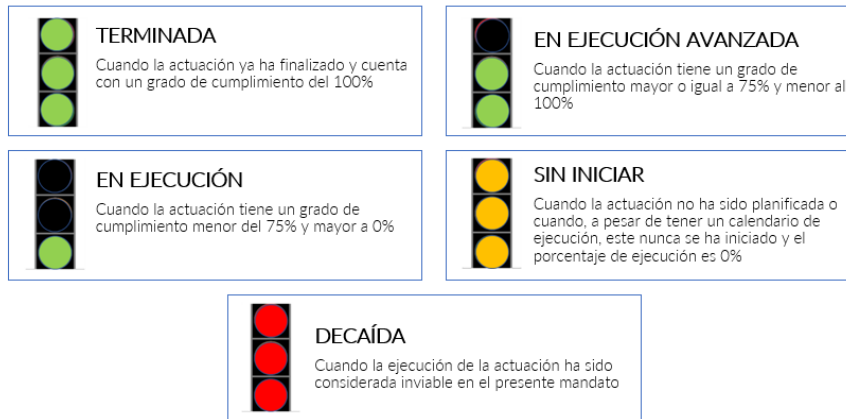 TERMINADA
Cuando la actuación ya ha finalizado y cuenta
con un grado de cumplimiento del 100%
EN EJECUCIÓN AVANZADA
Cuando la actuación tiene un grado de
cumplimiento mayor o igual a 75% y menor al
100%
EN EJECUCIÓN
Cuando la actuación tiene un grado de
cumplimiento menor del 75% y mayor a 0%
SIN INICIAR
Cuando la actuación no ha sido planificada o
cuando, a pesar de tener un calendario de
ejecución, este nunca se ha iniciado y el
porcentaje de ejecución es 0%
DECAÍDA
Cuando la ejecución de la actuación ha sido
considerada inviable en el presente mandato